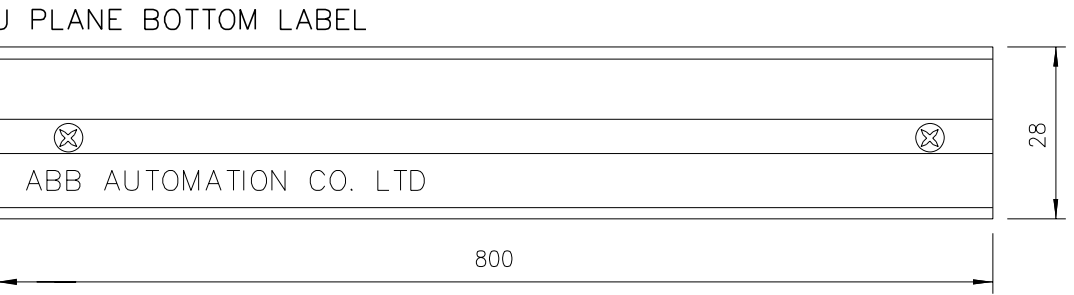 PLANE BOTTOM LABEL
28
ABB AUTOMATION CO. LTD
800